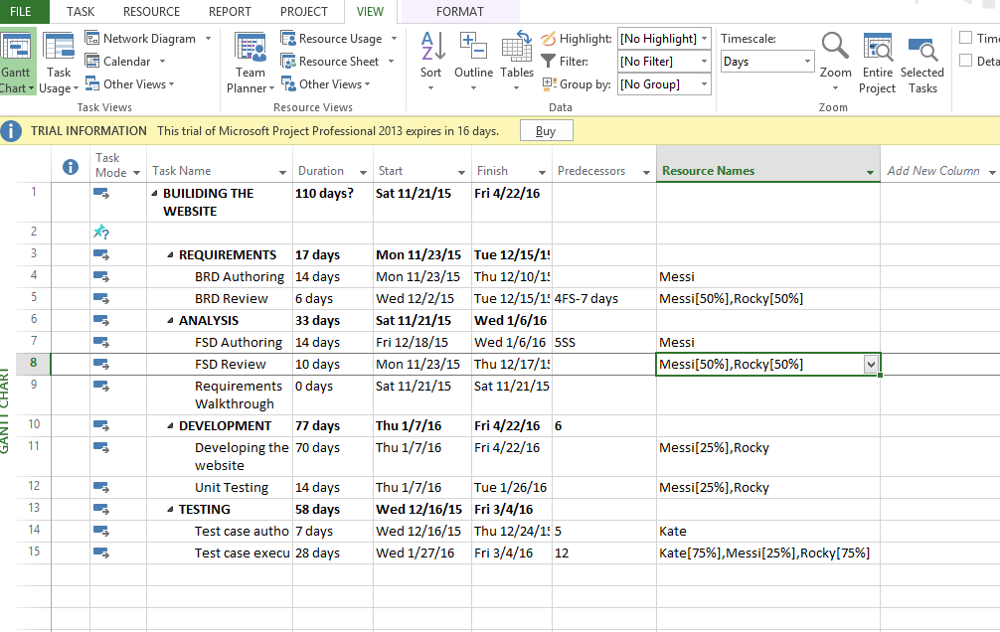 FILE TASK RESOURCE REPORT PROJECT VIEW FORMAT
Gantt Chart
Task Usage
Network Diagram
Calendar
Other Views
Task Views
Team Planner
Resource Usage
Resource Sheet
Other Views
Resource Views
Sort
Outline
Tables
Highlight: [No Highlight]
Filter: [No Filter]
Group by: [No Group]
Data
Timescale:
Days
Zoom
Entire Project
Selected Tasks
Zoom
Time
Deta
TRIAL INFORMATION This trial of Microsoft Project Professional 2013 expires in 16 days. Buy
Task Mode Task Name Duration Start Finish Predecessors Resource Names Add New Column
1 BUILIDING THE WEBSITE 110 days? Sat 11/21/15 Fri 4/22/16
2 ?
3 REQUIREMENTS 17 days Mon 11/23/15 Tue 12/15/1
4 BRD Authoring 14 days Mon 11/23/15 Thu 12/10/1 Messi
5 BRD Review 6 days Wed 12/2/15 Tue 12/15/1 4FS-7 days Messi[50%],Rocky[50%]
6 ANALYSIS 33 days Sat 11/21/15 Wed 1/6/16
7 FSD Authoring 14 days Fri 12/18/15 Wed 1/6/16 5SS Messi
8 FSD Review 10 days Mon 11/23/15 Thu 12/17/1 Messi[50%],Rocky[50%]
9 Requirements Walkthrough 0 days Sat 11/21/15 Sat 11/21/15
10 DEVELOPMENT 77 days Thu 1/7/16 Fri 4/22/16 6
11 Developing the website 70 days Thu 1/7/16 Fri 4/22/16 Messi[25%],Rocky
12 Unit Testing 14 days Thu 1/7/16 Tue 1/26/16 Messi[25%],Rocky
13 TESTING 58 days Wed 12/16/15 Fri 3/4/16
14 Test case autho 7 days Wed 12/16/15 Thu 12/24/1 5 Kate
15 Test case execu 28 days Wed 1/27/16 Fri 3/4/16 12 Kate[75%],Messi[25%],Rocky[75%]
GANTT CHART